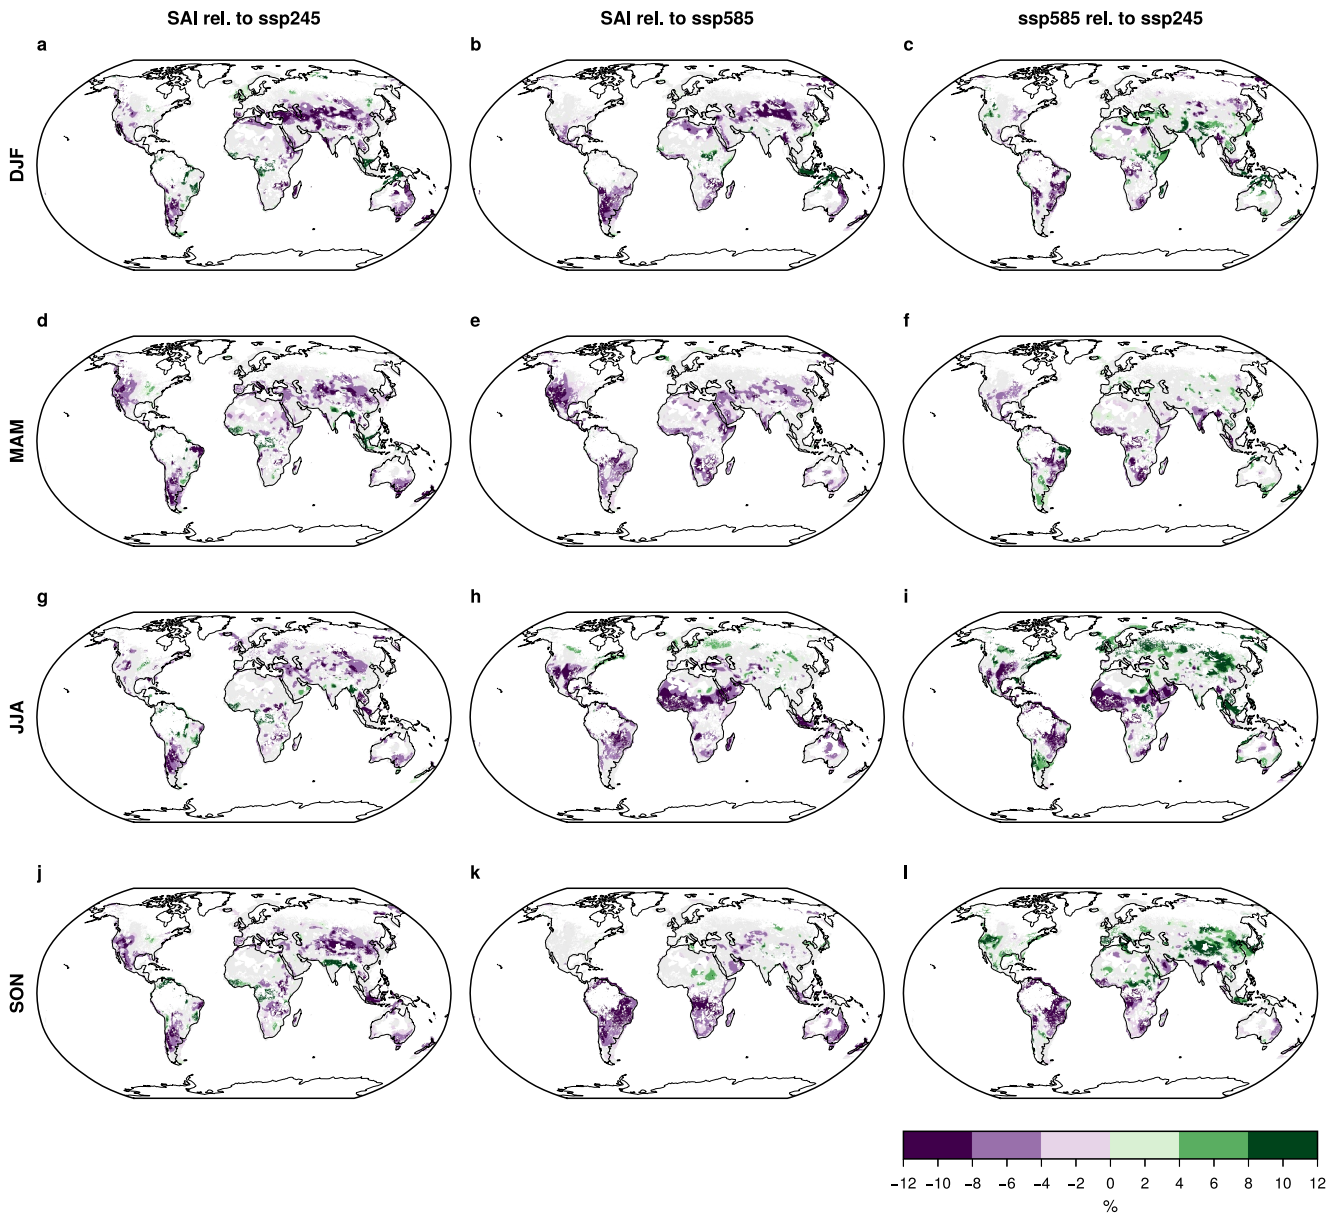 SAI rel. to ssp245 SAI rel. to ssp585 ssp585 rel. to ssp245
a b c
DJF
d e f
MAM
g h i
JJA
j k l
SON
−12 −10 −8 −6 −4 −2 0 2 4 6 8 10 12
%